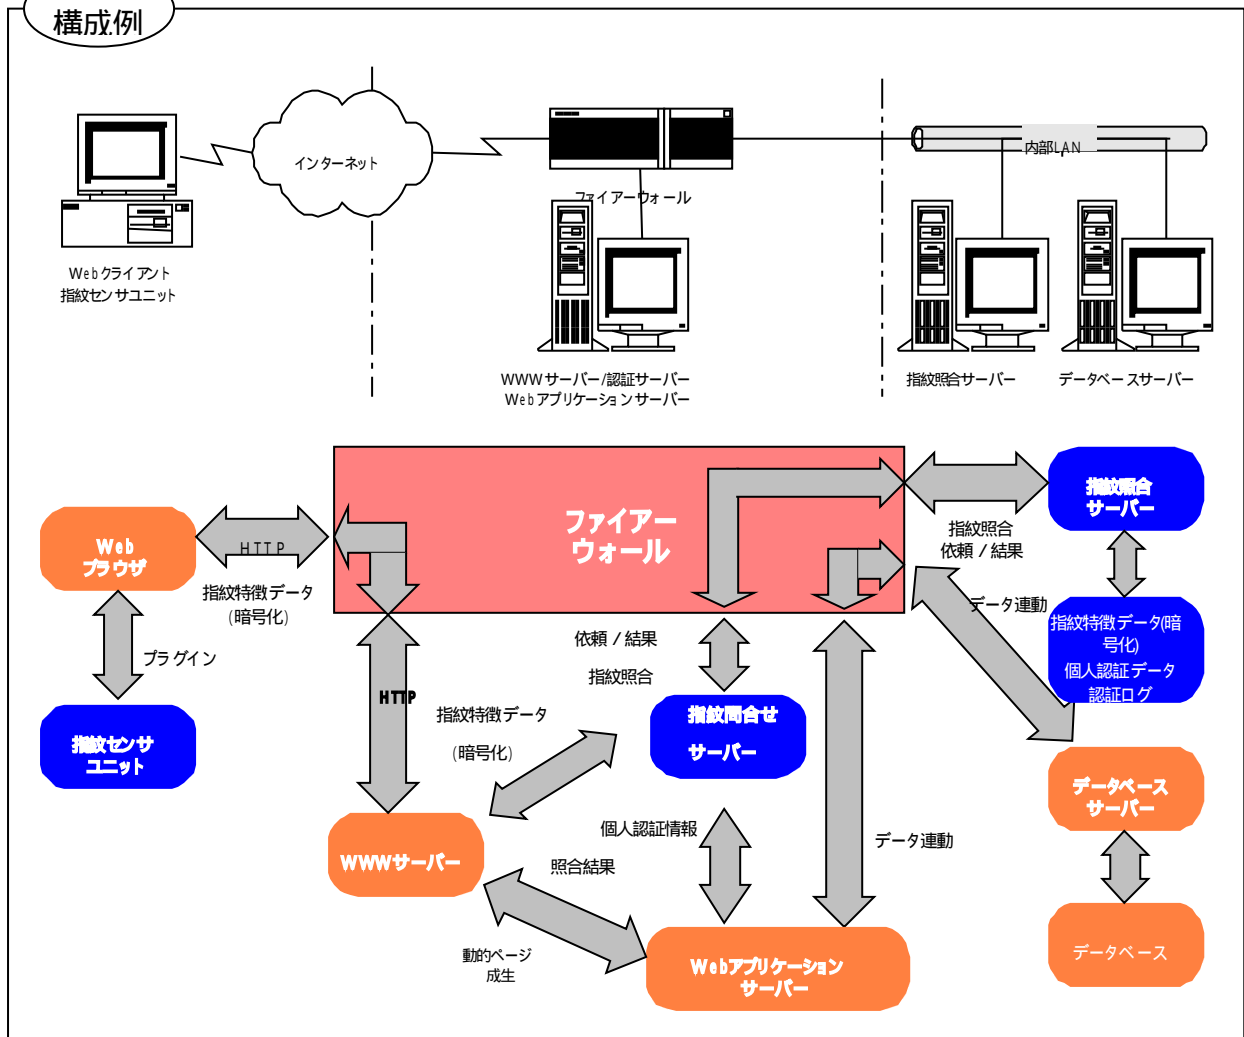 構成例
インターネット
ファイアーウォール
内部LAN
Webクライアント
指紋センサユニット
WWWサーバー/認証サーバー
Webアプリケーションサーバー
指紋照合サーバー
データベースサーバー
ファイアー
ウォール
指紋照合
サーバー
Web
ブラウザ
HTTP
指紋特徴データ
(暗号化)
指紋照合
依頼/結果
データ連動
指紋特徴データ(暗
号化)
個人認証データ
認証ログ
プラグイン
依頼/結果
指紋照合
HTTP
指紋特徴データ
(暗号化)
指紋問合せ
サーバー
指紋センサ
ユニット
データベース
サーバー
個人認証情報
データ連動
WWWサーバー
照合結果
動的ページ
成生
Webアプリケーション
サーバー
データベース